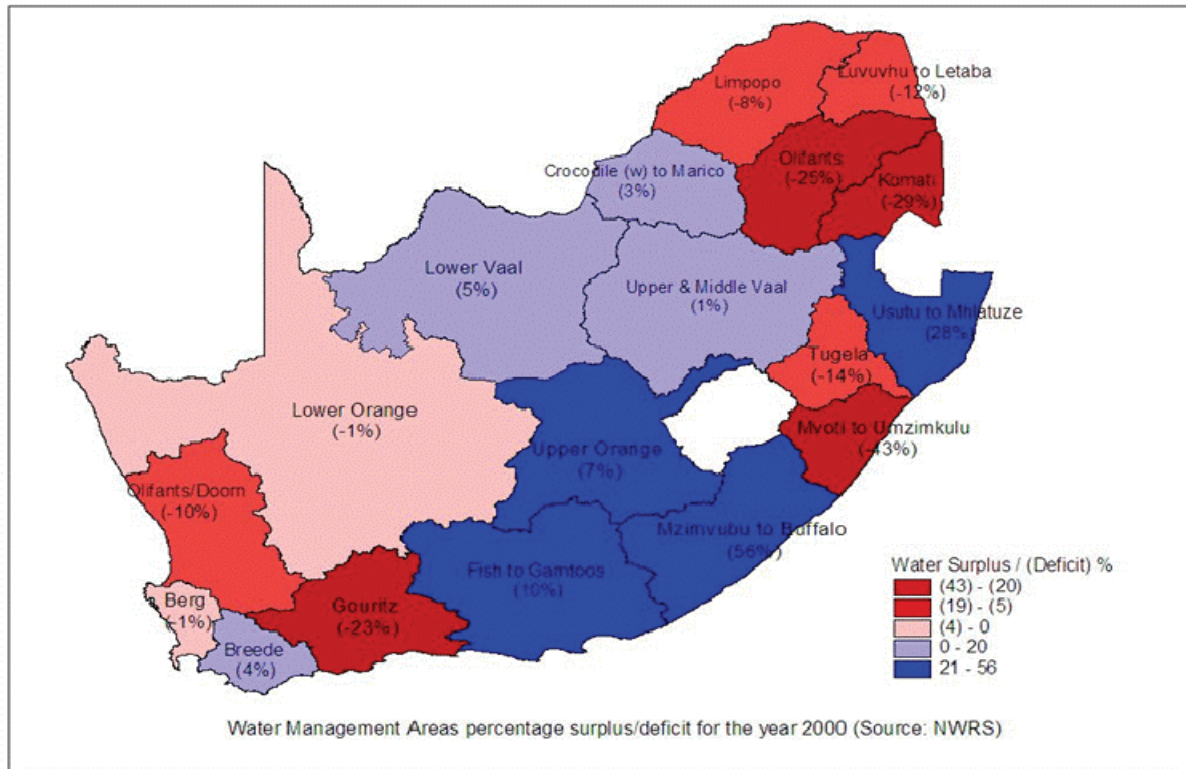 Limpopo
(-8%)
Luvuvhu to Letaba
(-12%)
Olifants
(-25%)
Komati
(-29%)
Crocodile (w) to Marico
(3%)
Lower Vaal
(5%)
Upper & Middle Vaal
(1%)
Usutu to Mhlatuze
(28%)
Tugela
(-14%)
Lower Orange
(-1%)
Mvoti to Umzimkulu
(-43%)
Upper Orange
(7%)
Olifants/Doorn
(-10%)
Mzimvubu to Buffalo
(56%)
Fish to Gamtoos
(10%)
Berg
(-1%)
Gouritz
(-23%)
Breede
(4%)
Water Surplus / (Deficit) %
(43) - (20)
(19) - (5)
(4) - 0
0 - 20
21 - 56
Water Management Areas percentage surplus/deficit for the year 2000 (Source: NWRS)